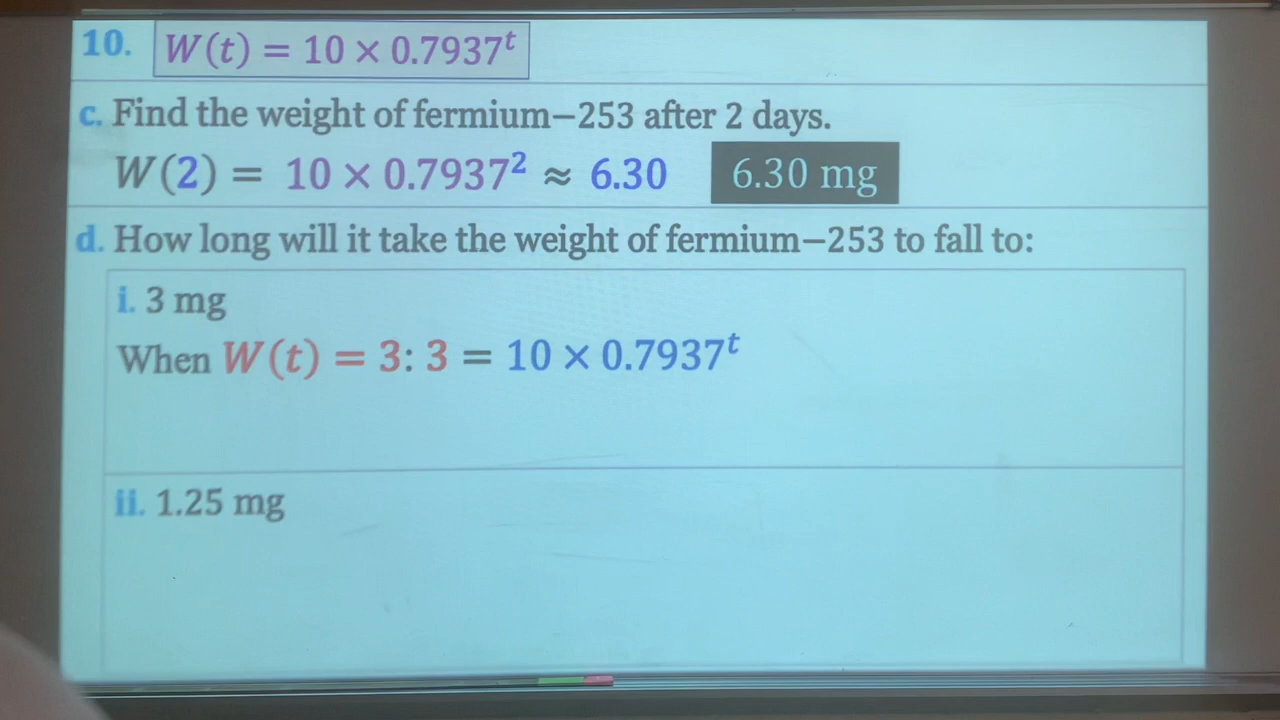 10. W(t) = 10 × 0.7937ᵗ
c. Find the weight of fermium−253 after 2 days.
W(2) = 10 × 0.7937² ≈ 6.30 6.30 mg
d. How long will it take the weight of fermium−253 to fall to:
i. 3 mg
When W(t) = 3: 3 = 10 × 0.7937ᵗ
ii. 1.25 mg